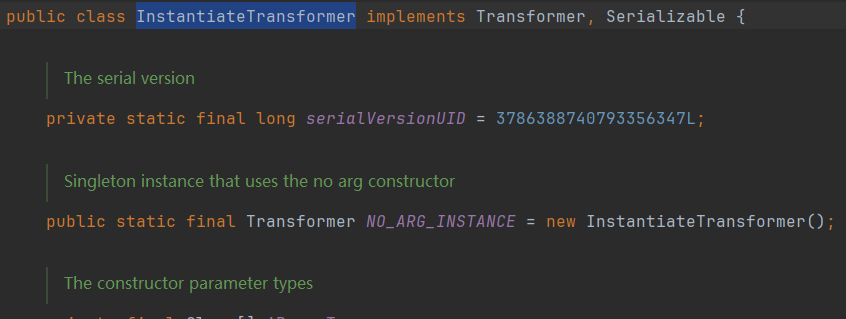 public class InstantiateTransformer implements Transformer, Serializable {
The serial version
private static final long serialVersionUID = 3786388740793356347L;
Singleton instance that uses the no arg constructor
public static final Transformer NO_ARG_INSTANCE = new InstantiateTransformer();
The constructor parameter types